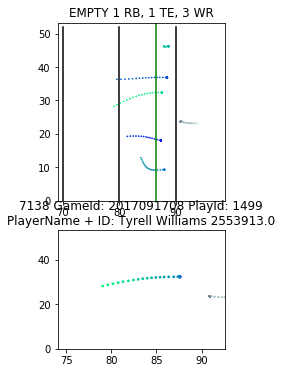 EMPTY 1 RB, 1 TE, 3 WR
50
40
30
20
10
0
70 80 90
7138 GameId: 2017091708 PlayId: 1499
PlayerName + ID: Tyrell Williams 2553913.0
40
20
0
75 80 85 90